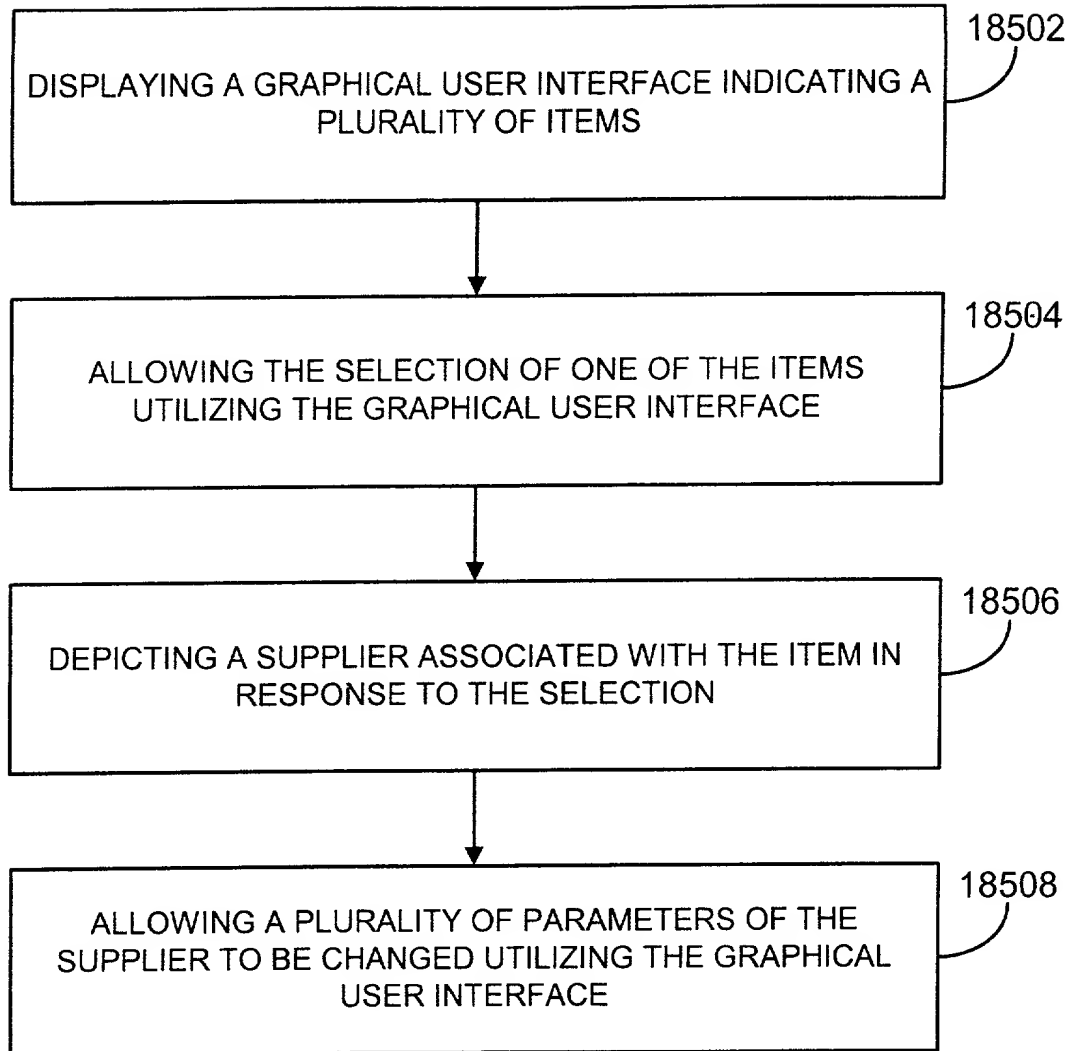 18502
DISPLAYING A GRAPHICAL USER INTERFACE INDICATING A
PLURALITY OF ITEMS
18504
ALLOWING THE SELECTION OF ONE OF THE ITEMS
UTILIZING THE GRAPHICAL USER INTERFACE
18506
DEPICTING A SUPPLIER ASSOCIATED WITH THE ITEM IN
RESPONSE TO THE SELECTION
18508
ALLOWING A PLURALITY OF PARAMETERS OF THE
SUPPLIER TO BE CHANGED UTILIZING THE GRAPHICAL
USER INTERFACE